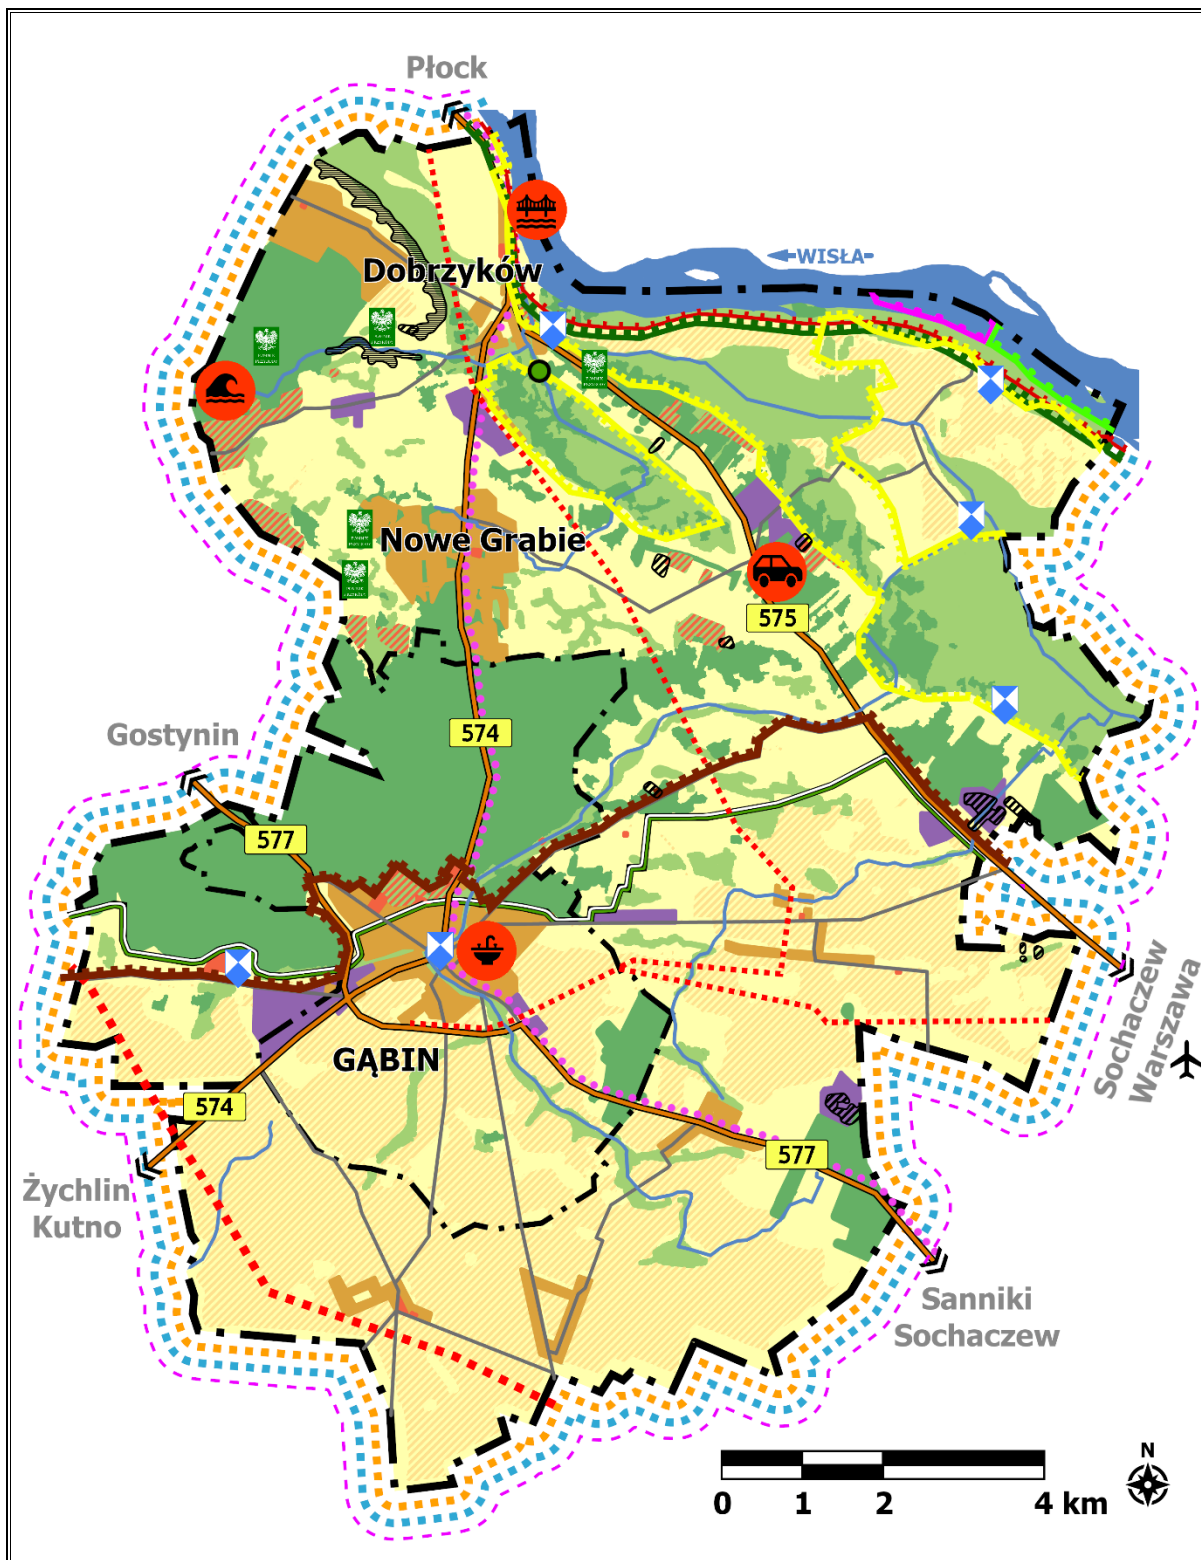 Płock
WISŁA
Dobrzyków
Nowe Grabie
575
574
Gostynin
577
Sochaczew
Warszawa
GĄBIN
574
577
Żychlin
Kutno
Sanniki
Sochaczew
N
0 1 2 4 km